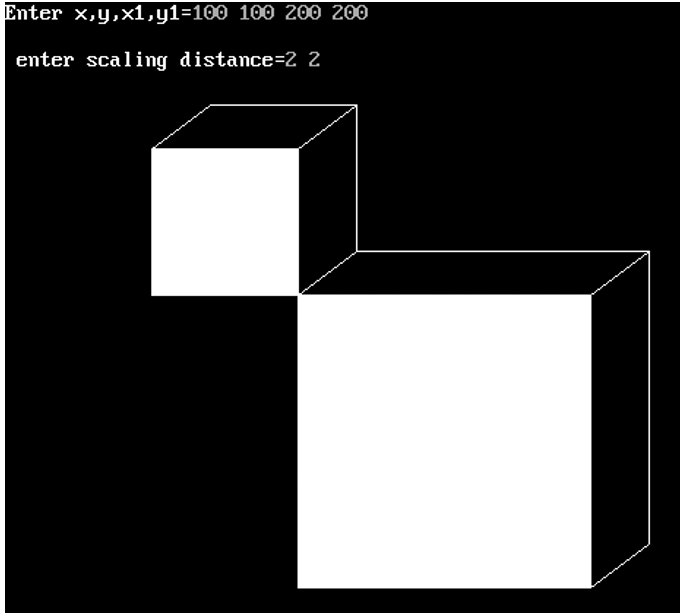 Enter x,y,x1,y1=100 100 200 200
enter scaling distance=2 2